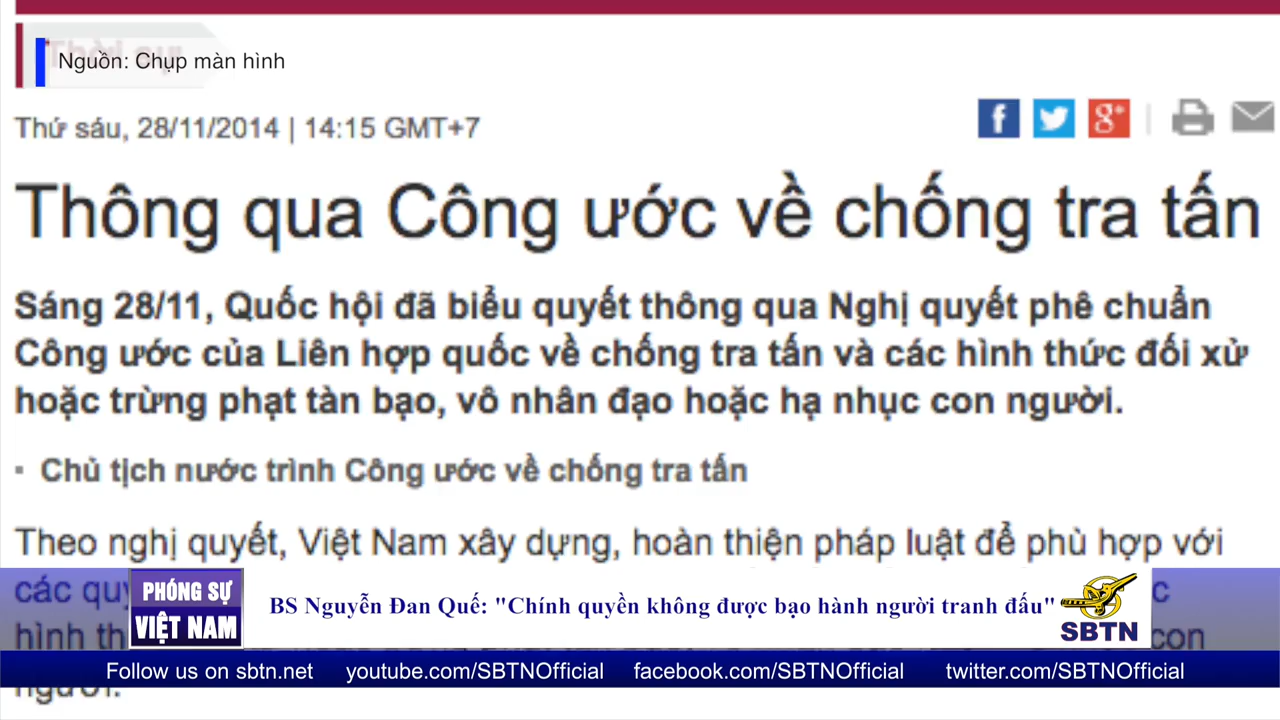 Nguồn: Chụp màn hình
Thứ sáu, 28/11/2014 | 14:15 GMT+7
Thông qua Công ước về chống tra tấn
Sáng 28/11, Quốc hội đã biểu quyết thông qua Nghị quyết phê chuẩn
Công ước của Liên hợp quốc về chống tra tấn và các hình thức đối xử
hoặc trừng phạt tàn bạo, vô nhân đạo hoặc hạ nhục con người.
Chủ tịch nước trình Công ước về chống tra tấn
Theo nghị quyết, Việt Nam xây dựng, hoàn thiện pháp luật để phù hợp với
các
PHÓNG SỰ
VIỆT NAM
BS Nguyễn Đan Quế: "Chính quyền không được bạo hành người tranh đấu"
SBTN
hình
con
Follow us on sbtn.net youtube.com/SBTNOfficial facebook.com/SBTNOfficial twitter.com/SBTNOfficial
người.